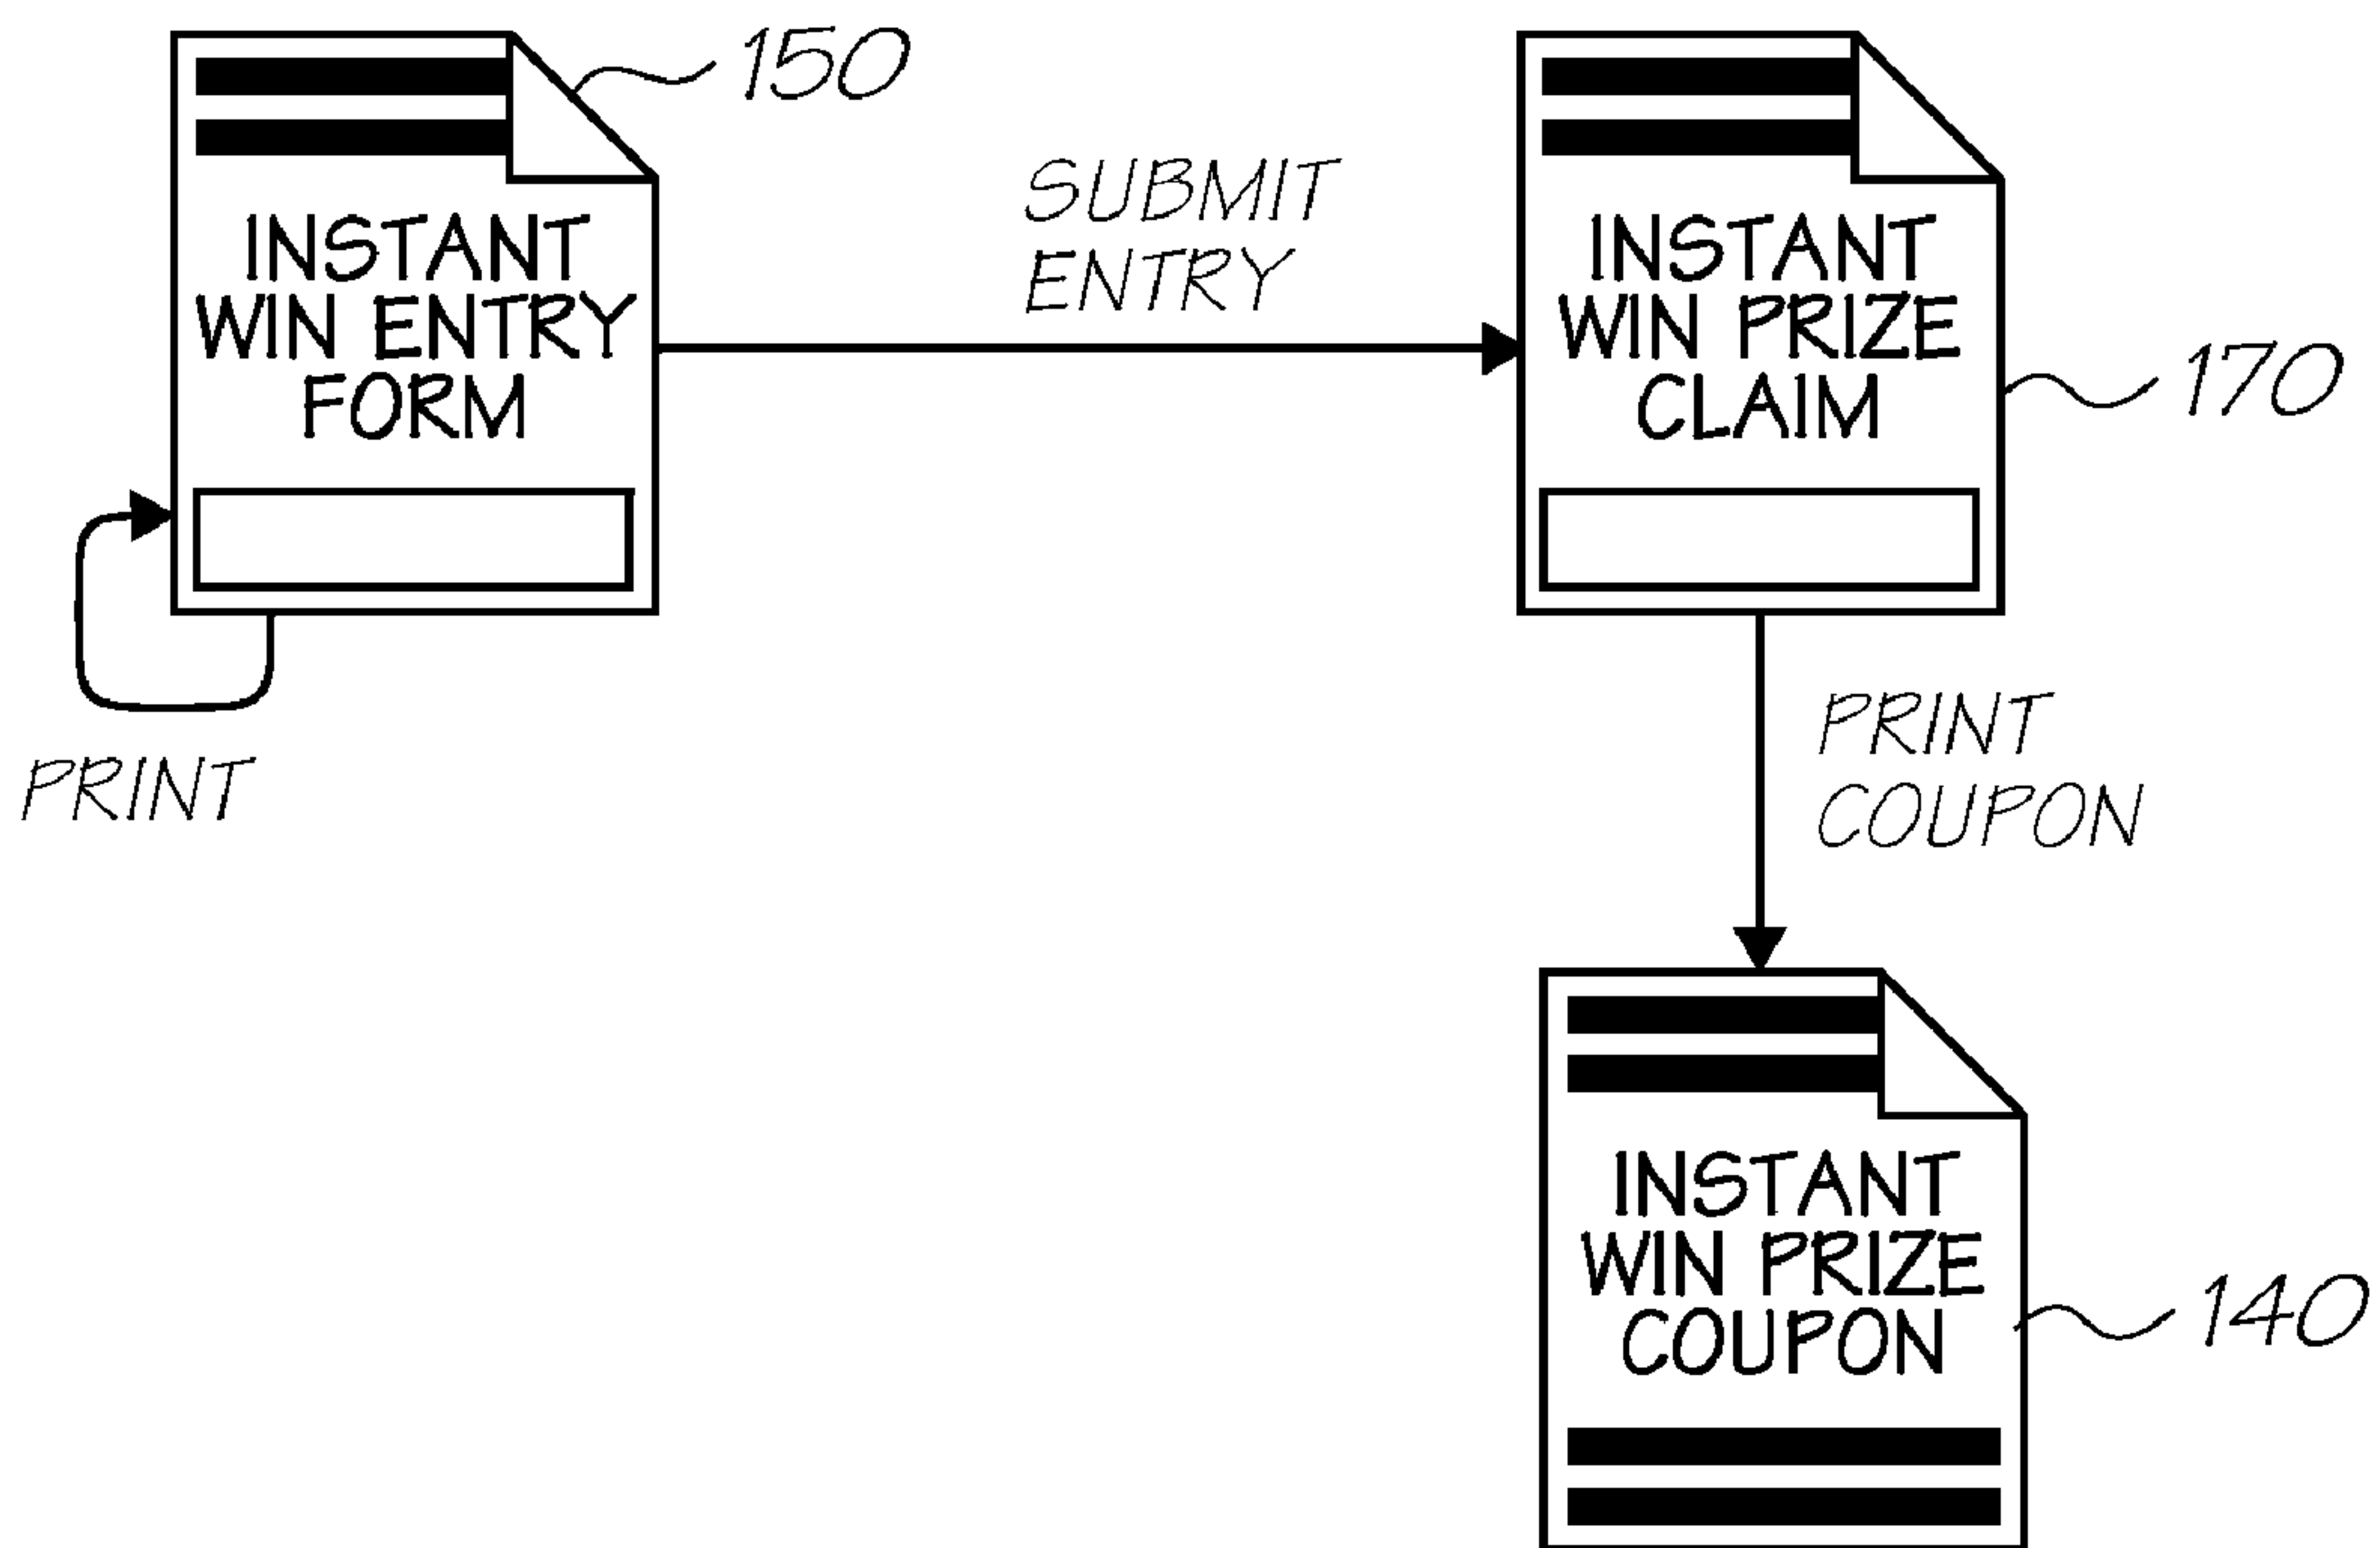 150
INSTANT
WIN ENTRY
FORM
PRINT
SUBMIT
ENTRY
INSTANT
WIN PRIZE
CLAIM
170
PRINT
COUPON
INSTANT
WIN PRIZE
COUPON
140